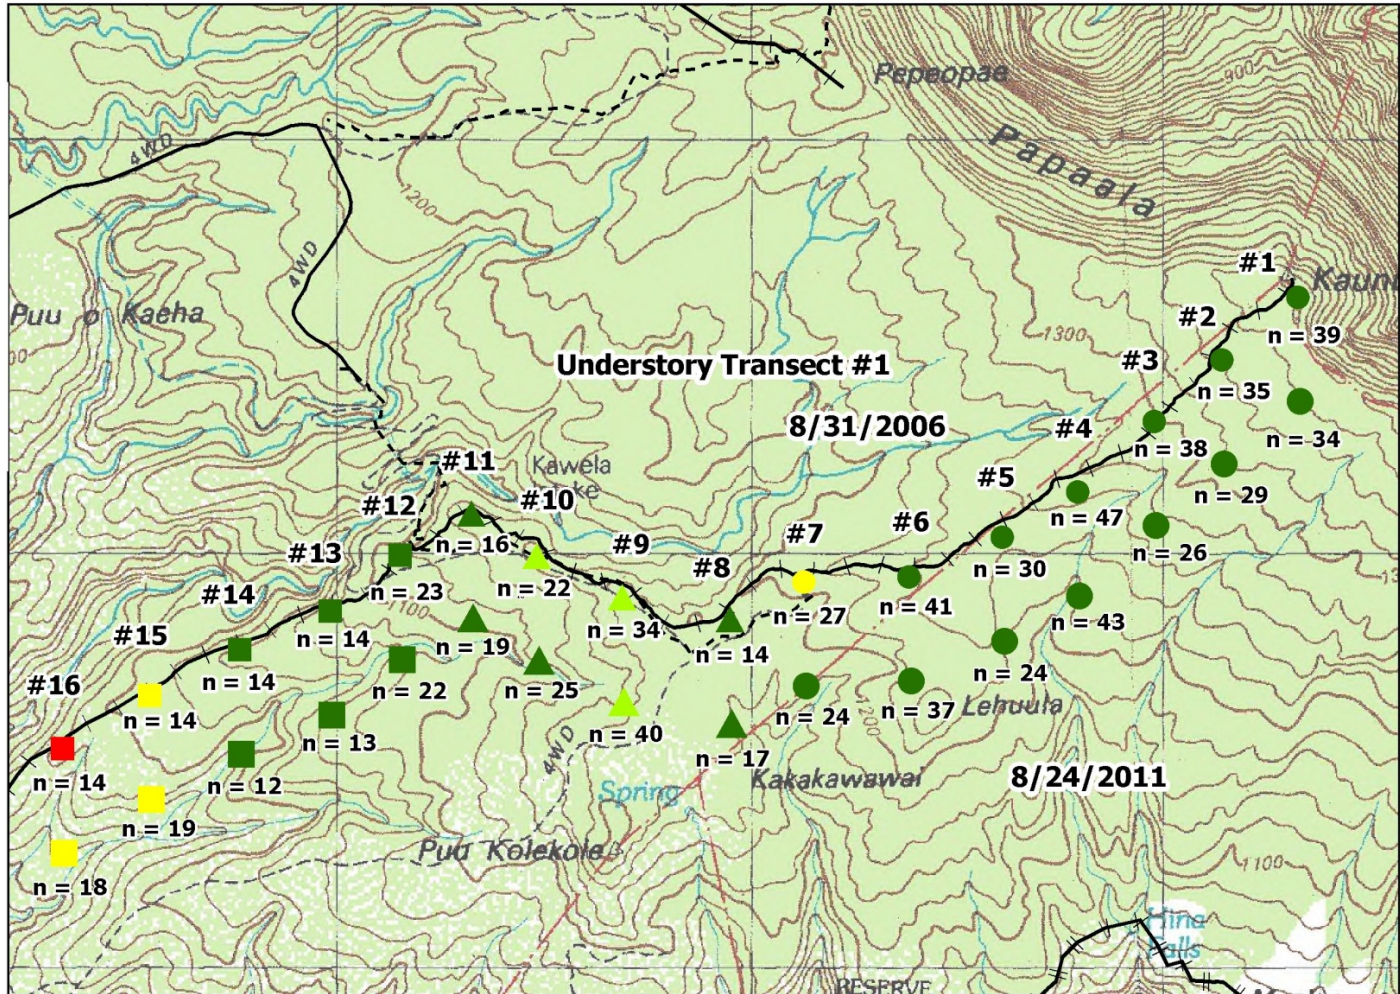 Pepeopae
900
4WD
Papaala
1200
4WD
#1
Kauni
Puu o Kaeha
#2
1300
n = 39
#3
Understory Transect #1
n = 35
8/31/2006
n = 34
#4
n = 38
#11
Kawela
#5
n = 29
#12
#10
n = 47
#6
#7
n = 16
#13
#9
n = 26
#8
n = 30
n = 22
n = 23
#14
1100
n = 41
n = 27
n = 43
#15
n = 14
n = 34
n = 19
n = 14
n = 24
#16
n = 14
n = 22
n = 25
n = 37
n = 24
1200
Lehuula
n = 14
n = 13
n = 40
4WD
n = 17
n = 14
n = 12
Kakakawawai
8/24/2011
Spring
n = 19
Puu Kolekole
1100
n = 18
Hina
Falls
RESERVE